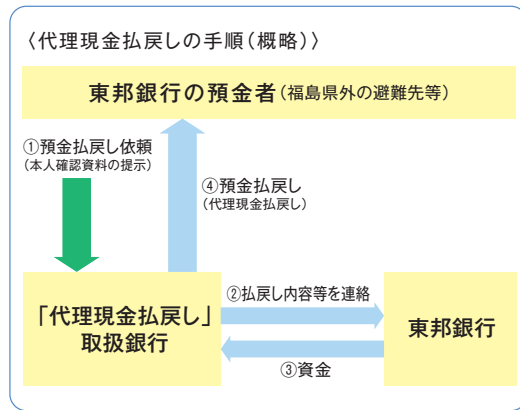 〈代理現金払戻しの手順(概略)〉
東邦銀行の預金者(福島県外の避難先等)
①預金払戻し依頼
(本人確認資料の提示)
④預金払戻し
(代理現金払戻し)
「代理現金払戻し」
取扱銀行
②払戻し内容等を連絡
③資金
東邦銀行